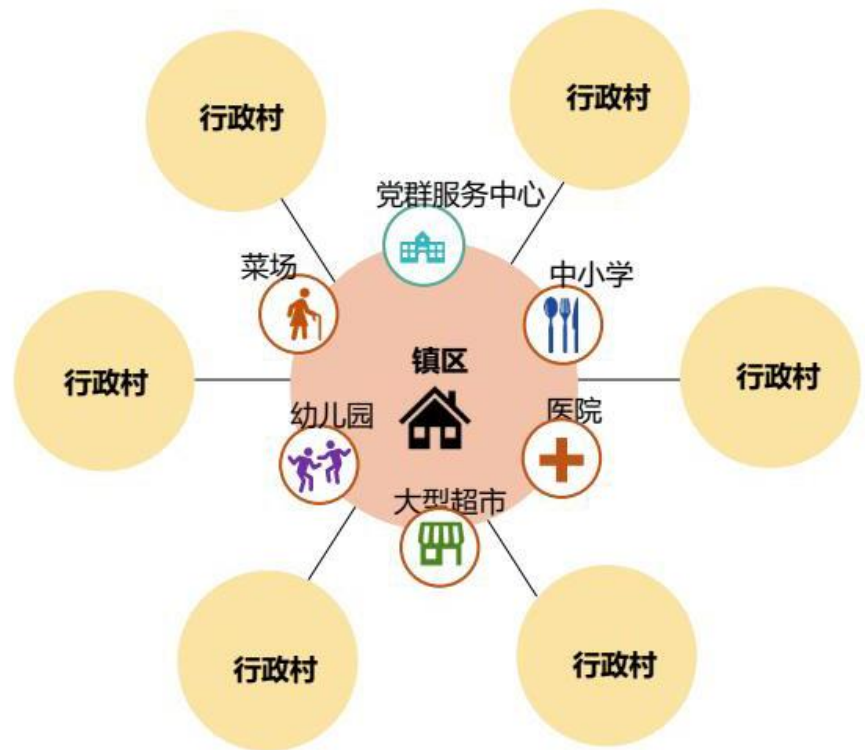 行政村
行政村
党群服务中心
菜场
中小学
镇区
行政村
行政村
幼儿园
医院
大型超市
行政村
行政村